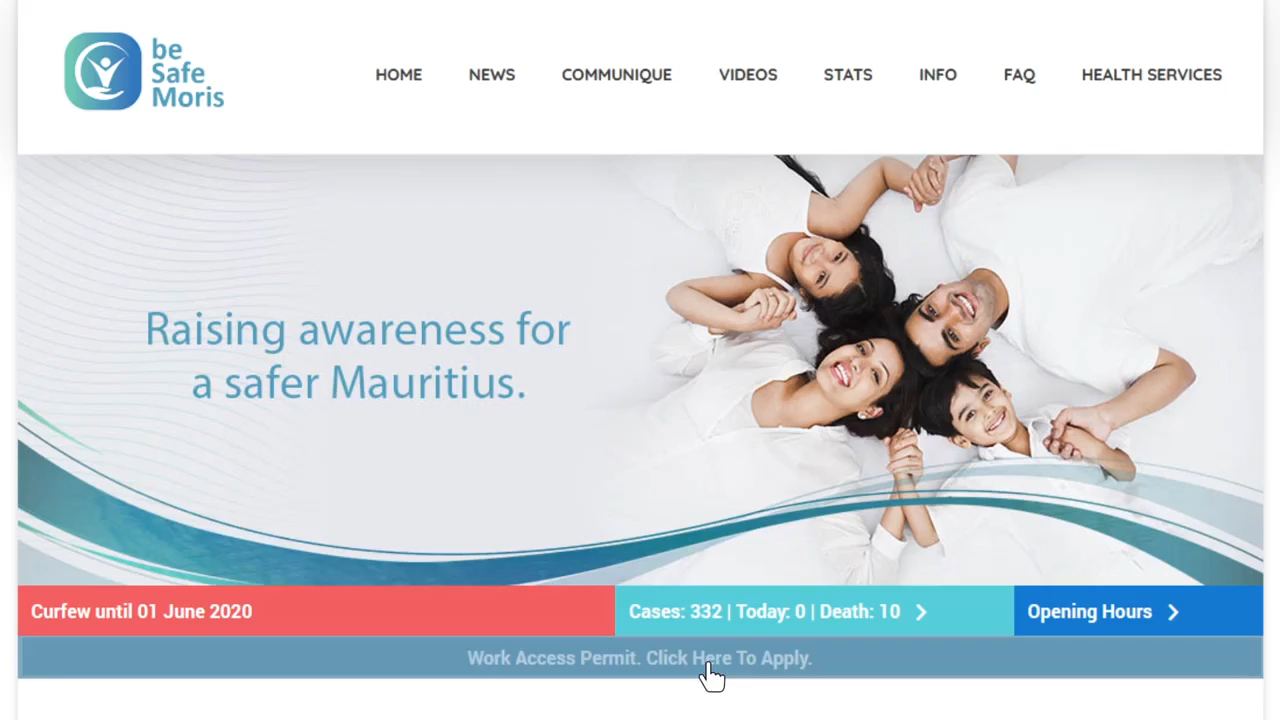 be
Safe
Moris
HOME NEWS COMMUNIQUE VIDEOS STATS INFO FAQ HEALTH SERVICES
Raising awareness for
a safer Mauritius.
Curfew until 01 June 2020 Cases: 332 | Today: 0 | Death: 10 Opening Hours
Work Access Permit. Click Here To Apply.